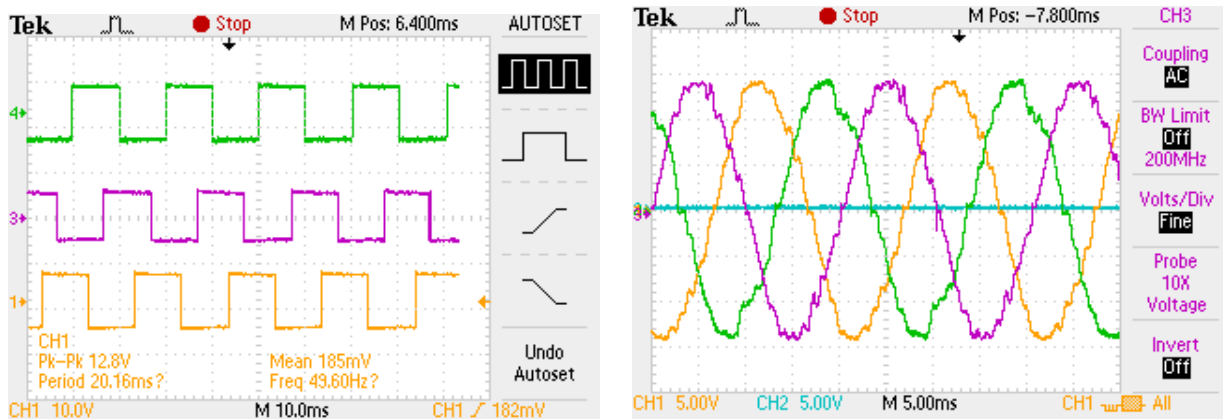 Tek Stop M Pos: 6.400ms AUTOSET
4
3
1
CH1
Pk-Pk 12.8V Mean 185mV
Period 20.16ms? Freq 49.60Hz?
Undo
Autoset
CH1 10.0V M 10.0ms CH1 182mV
Tek Stop M Pos: -7.800ms CH3
Coupling
AC
BW Limit
Off
200MHz
Volts/Div
Fine
Probe
10X
Voltage
Invert
Off
CH1 5.00V CH2 5.00V M 5.00ms CH1 All